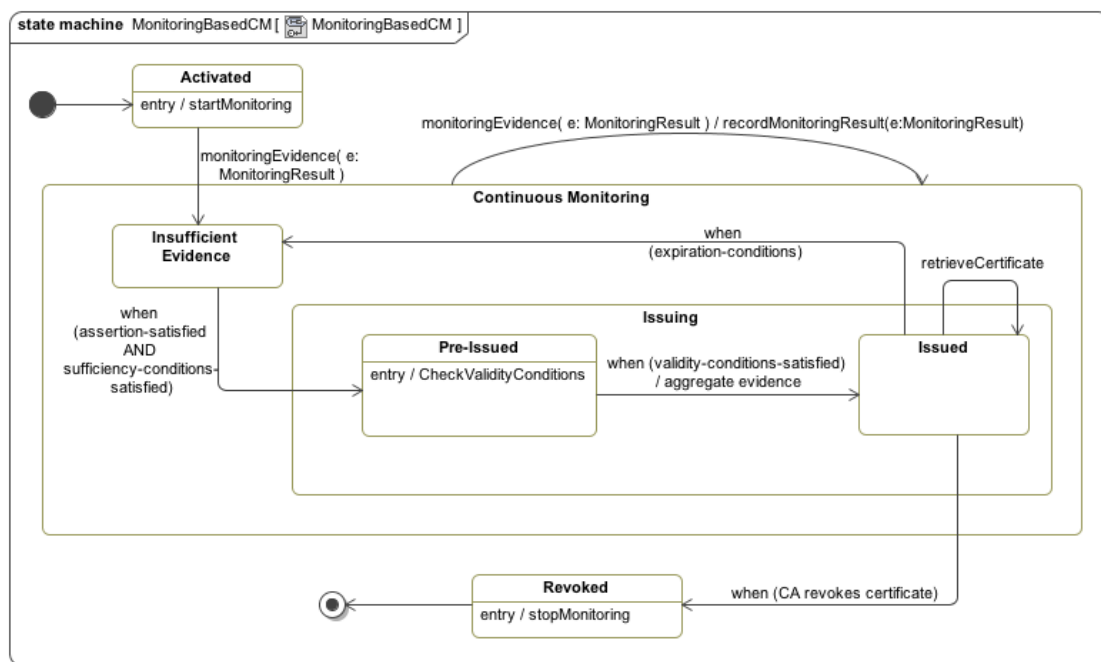 state machine MonitoringBasedCM [ MonitoringBasedCM ]
Activated
entry / startMonitoring
monitoringEvidence( e: MonitoringResult ) / recordMonitoringResult(e:MonitoringResult)
monitoringEvidence( e:
MonitoringResult )
Continuous Monitoring
Insufficient
Evidence
when
(expiration-conditions)
retrieveCertificate
when
(assertion-satisfied
AND
sufficiency-conditions-
satisfied)
Issuing
Pre-Issued
entry / CheckValidityConditions
when (validity-conditions-satisfied)
/ aggregate evidence
Issued
Revoked
entry / stopMonitoring
when (CA revokes certificate)